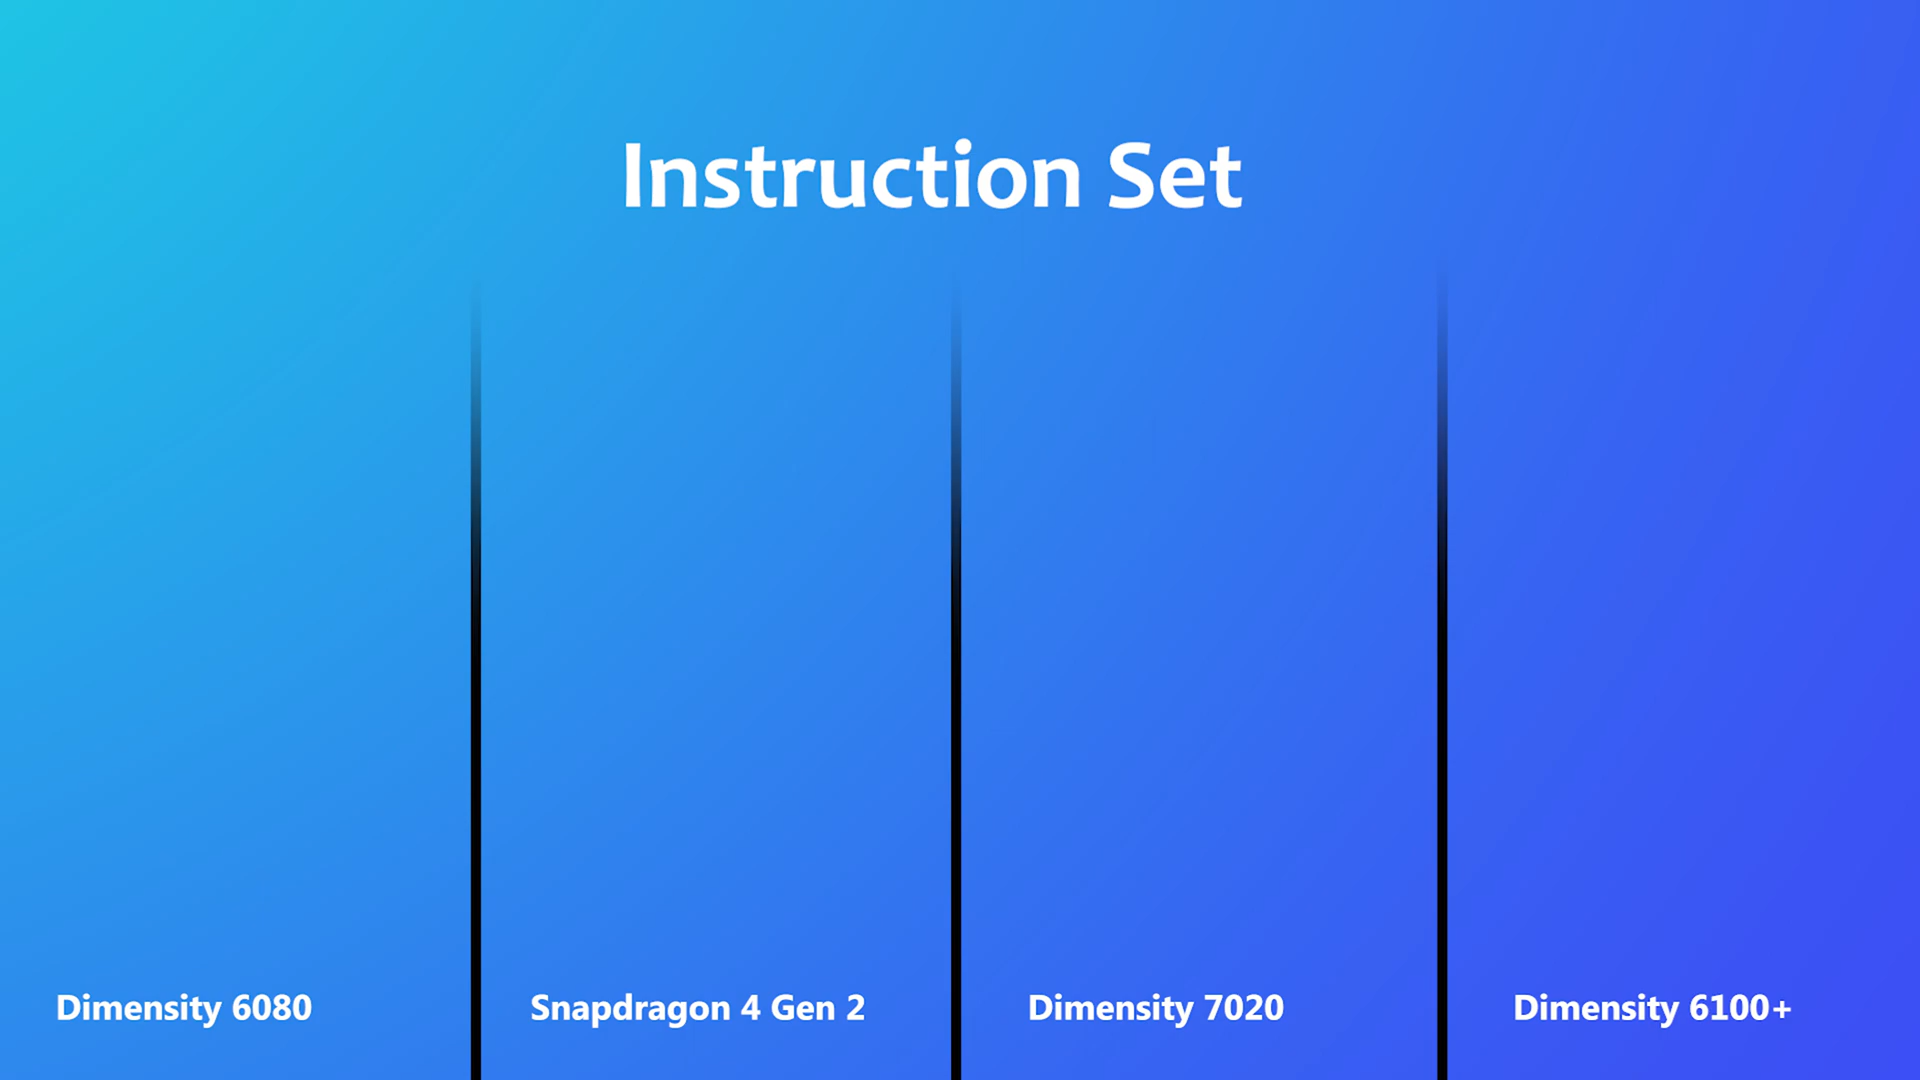 Instruction Set
Dimensity 6080
Snapdragon 4 Gen 2
Dimensity 7020
Dimensity 6100+